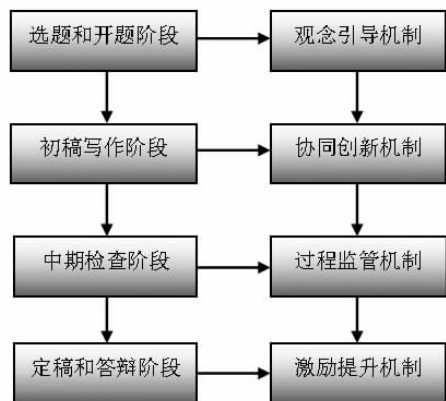 选题和开题阶段
观念引导机制
初稿写作阶段
协同创新机制
中期检查阶段
过程监管机制
定稿和答辩阶段
激励提升机制